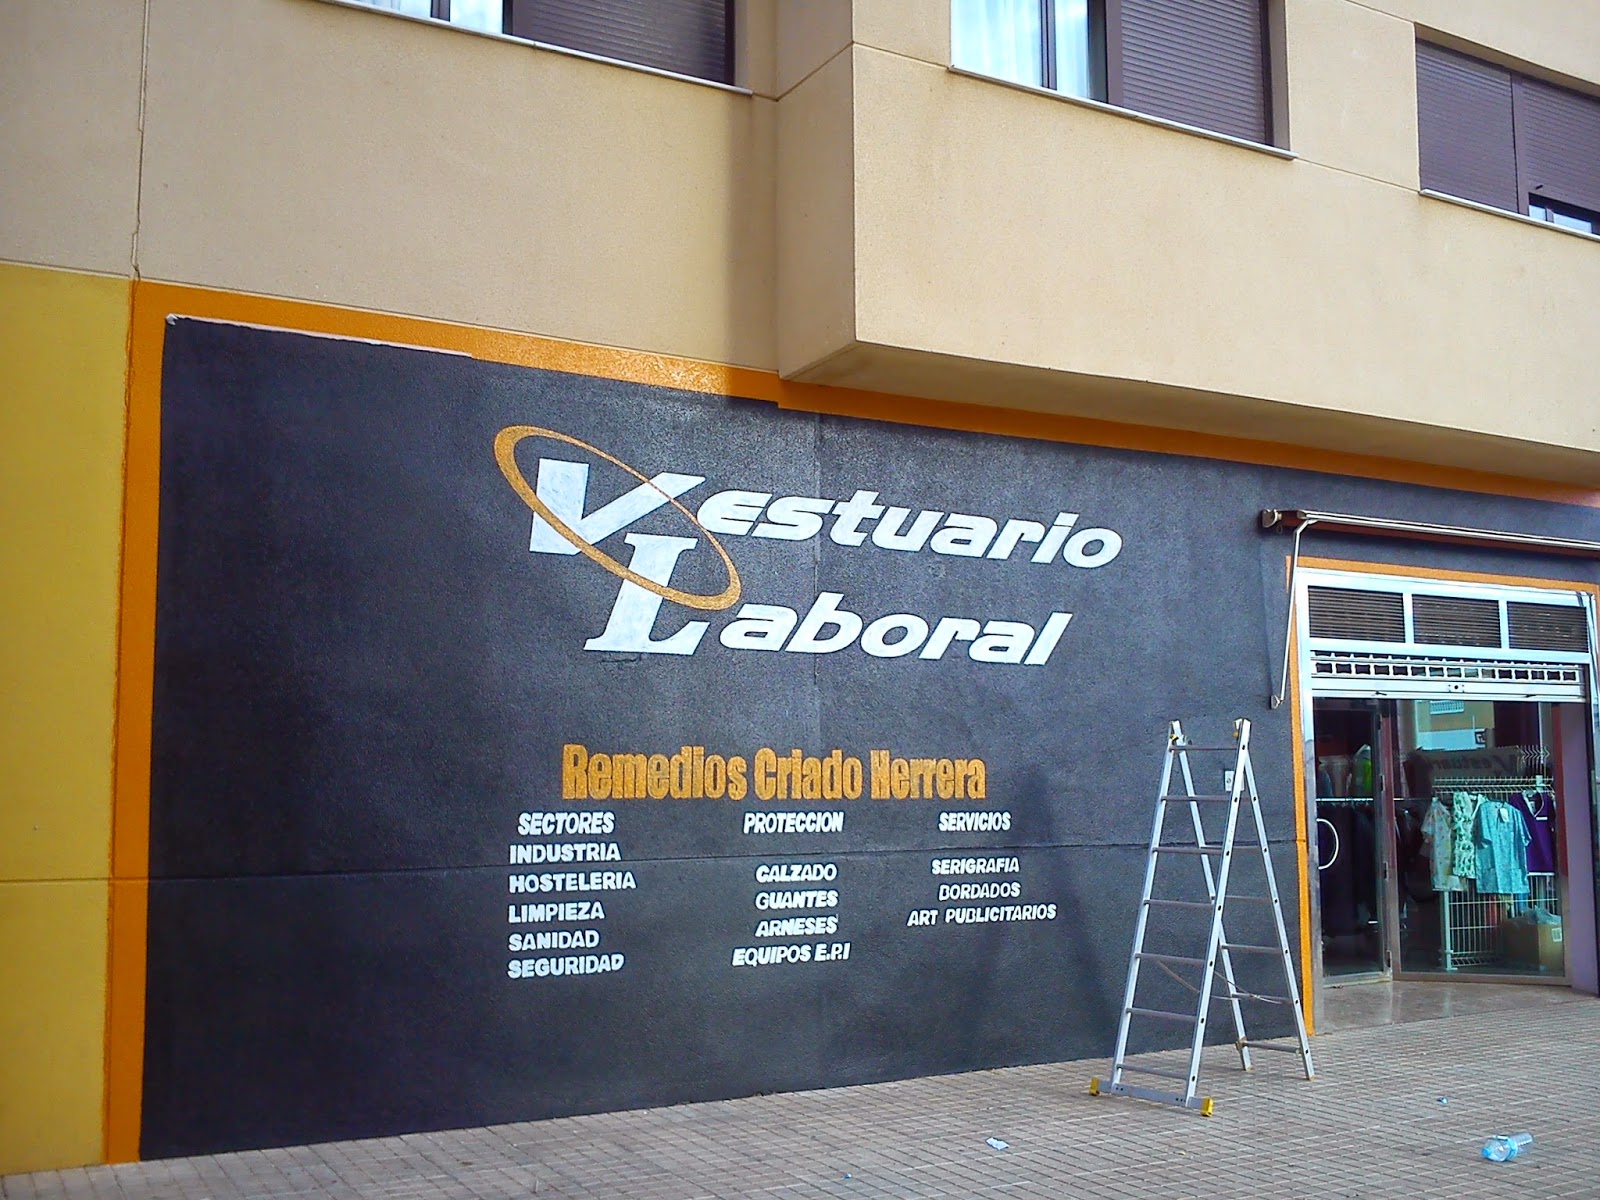 Vestuario
Laboral
Remedios Criado Herrera
SECTORES
INDUSTRIA
HOSTELERIA
LIMPIEZA
SANIDAD
SEGURIDAD
PROTECCION
CALZADO
GUANTES
ARNESES
EQUIPOS E.P.I
SERVICIOS
SERIGRAFIA
BORDADOS
ART PUBLICITARIOS